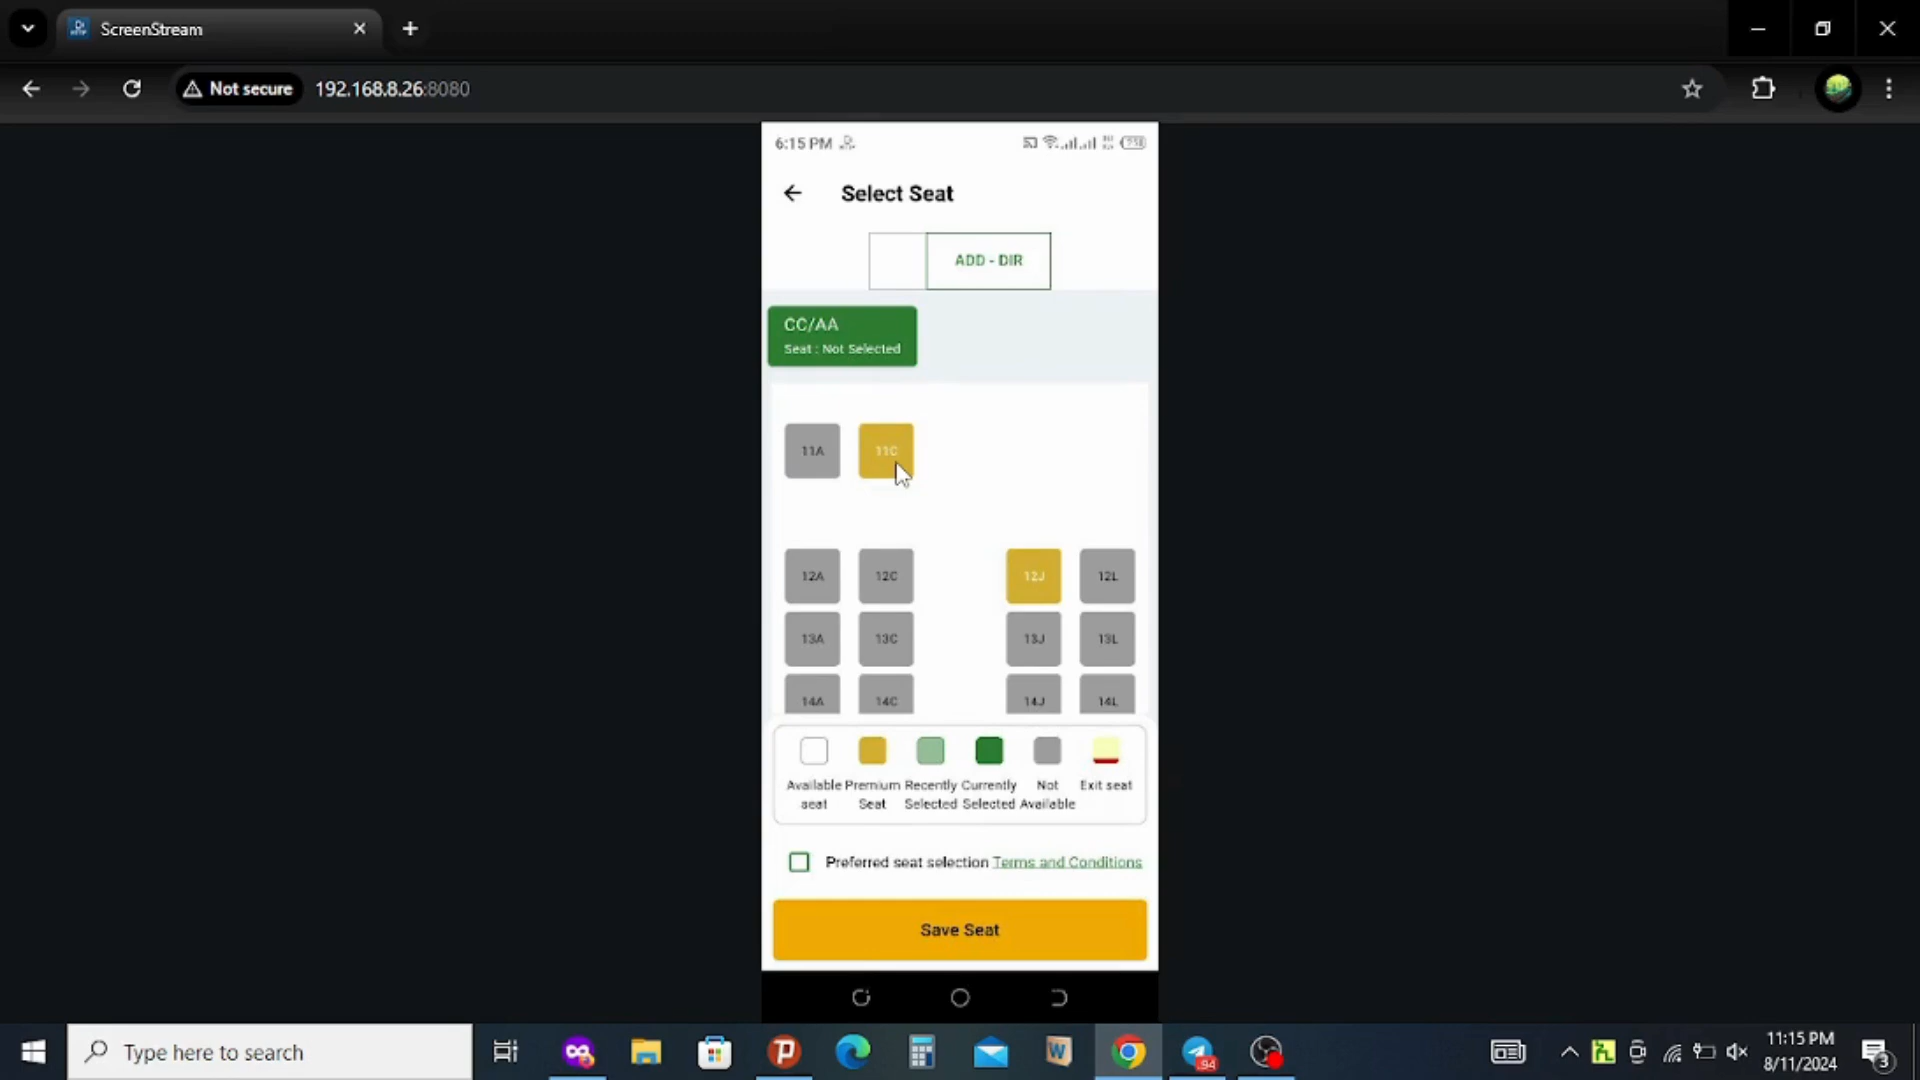 ScreenStream
Not secure 192.168.8.26:8080
6:15 PM
Select Seat
ADD - DIR
CC/AA
Seat : Not Selected
11A 11C
12A 12C 12J 12L
13A 13C 13J 13L
14A 14C 14J 14L
Available seat
Premium Seat
Recently Selected
Currently Selected
Not Available
Exit seat
Preferred seat selection Terms and Conditions
Save Seat
Type here to search
94
11:15 PM
8/11/2024
3